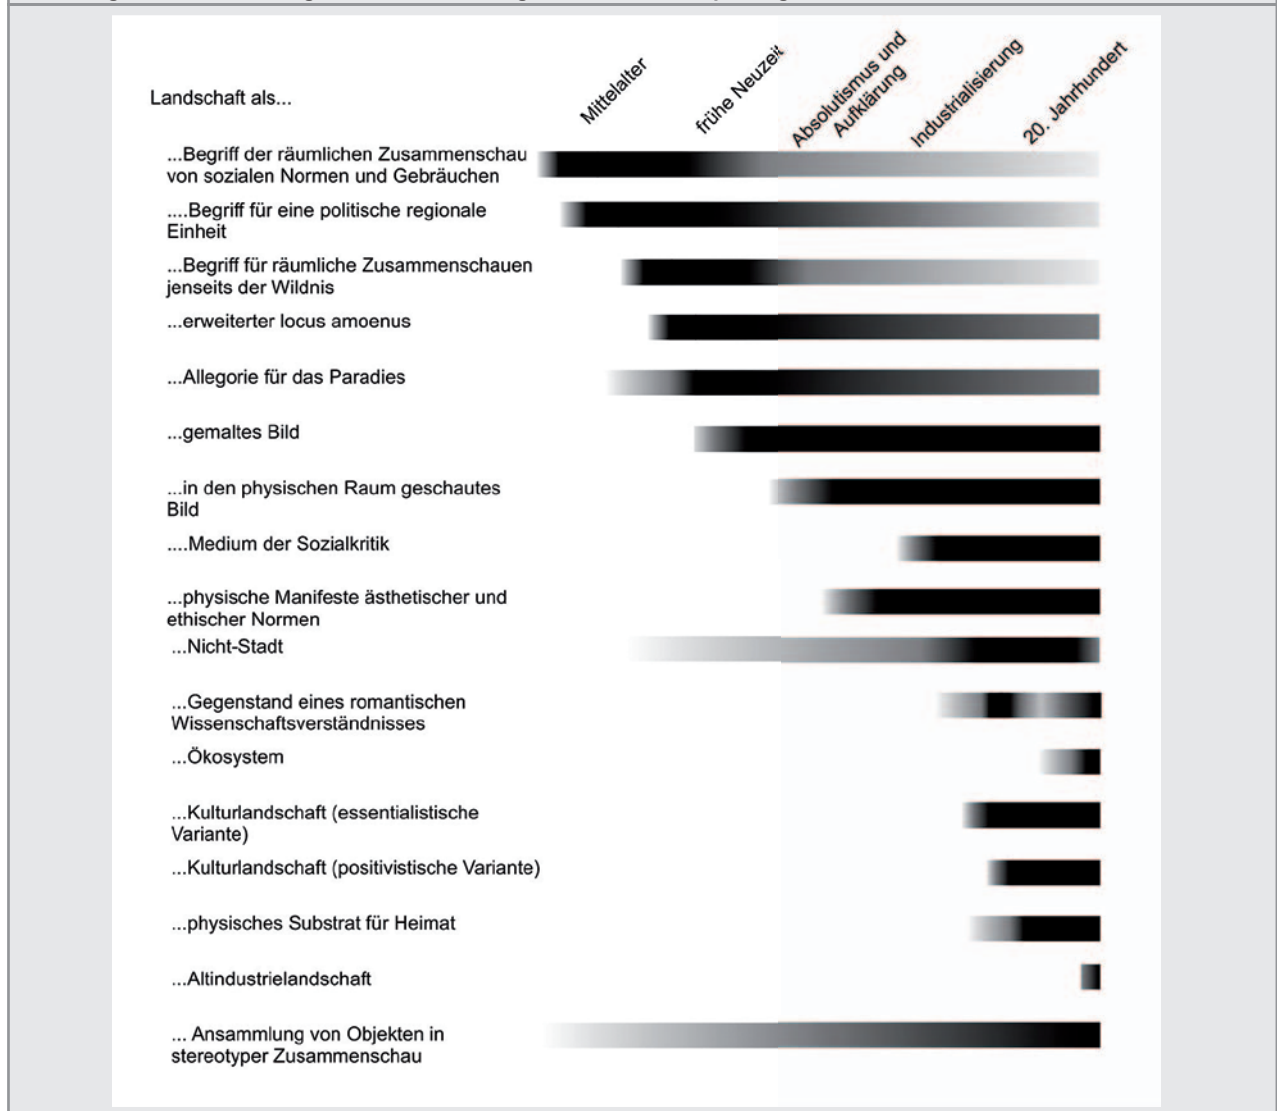 Landschaft als...
Mittelalter
frühe Neuzeit
Absolutismus und
Aufklärung
Industrialisierung
20. Jahrhundert
...Begriff der räumlichen Zusammenschau
von sozialen Normen und Gebräuchen
....Begriff für eine politische regionale
Einheit
...Begriff für räumliche Zusammenschauen
jenseits der Wildnis
...erweiterter locus amoenus
...Allegorie für das Paradies
...gemaltes Bild
...in den physischen Raum geschautes
Bild
....Medium der Sozialkritik
...physische Manifeste ästhetischer und
ethischer Normen
...Nicht-Stadt
...Gegenstand eines romantischen
Wissenschaftsverständnisses
...Ökosystem
...Kulturlandschaft (essentialistische
Variante)
...Kulturlandschaft (positivistische Variante)
...physisches Substrat für Heimat
...Altindustrielandschaft
... Ansammlung von Objekten in
stereotyper Zusammenschau